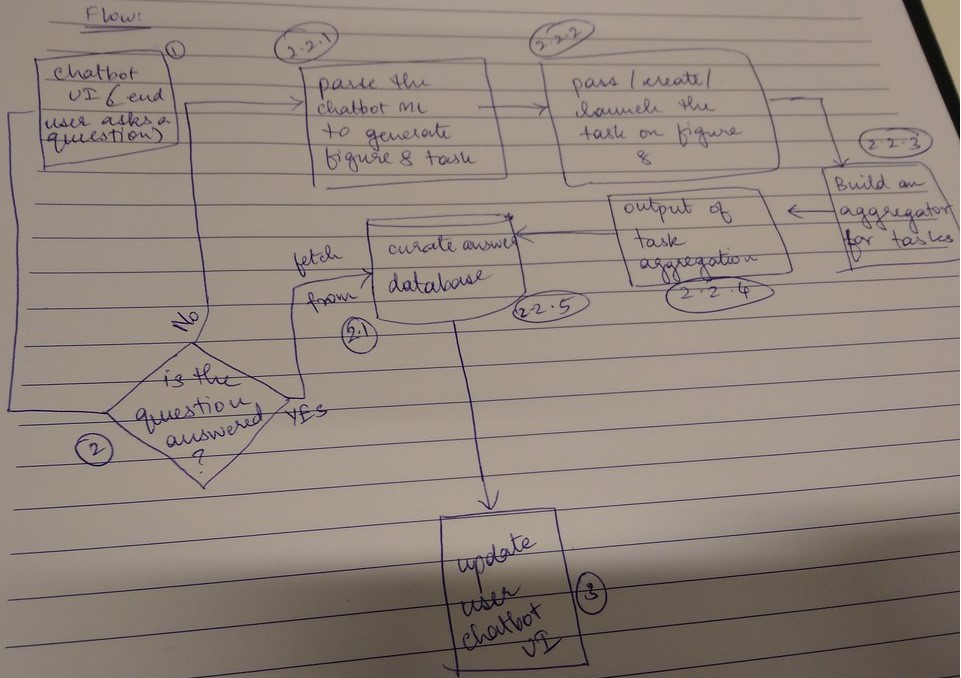 Flow:
1
chatbot
UI (end
user asks a
question)
2.2.1
parse the
chatbot ML
to generate
figure 8 task
2.2.2
pass/create/
launch the
task on figure
8
2.2.3
Build an
aggregator
for tasks
output of
task
aggregation
2.2.4
curate answer
database
2.2.5
fetch
from
2.1
No
is the
question
answered
?
YES
2
update
user
chatbot
UI
3